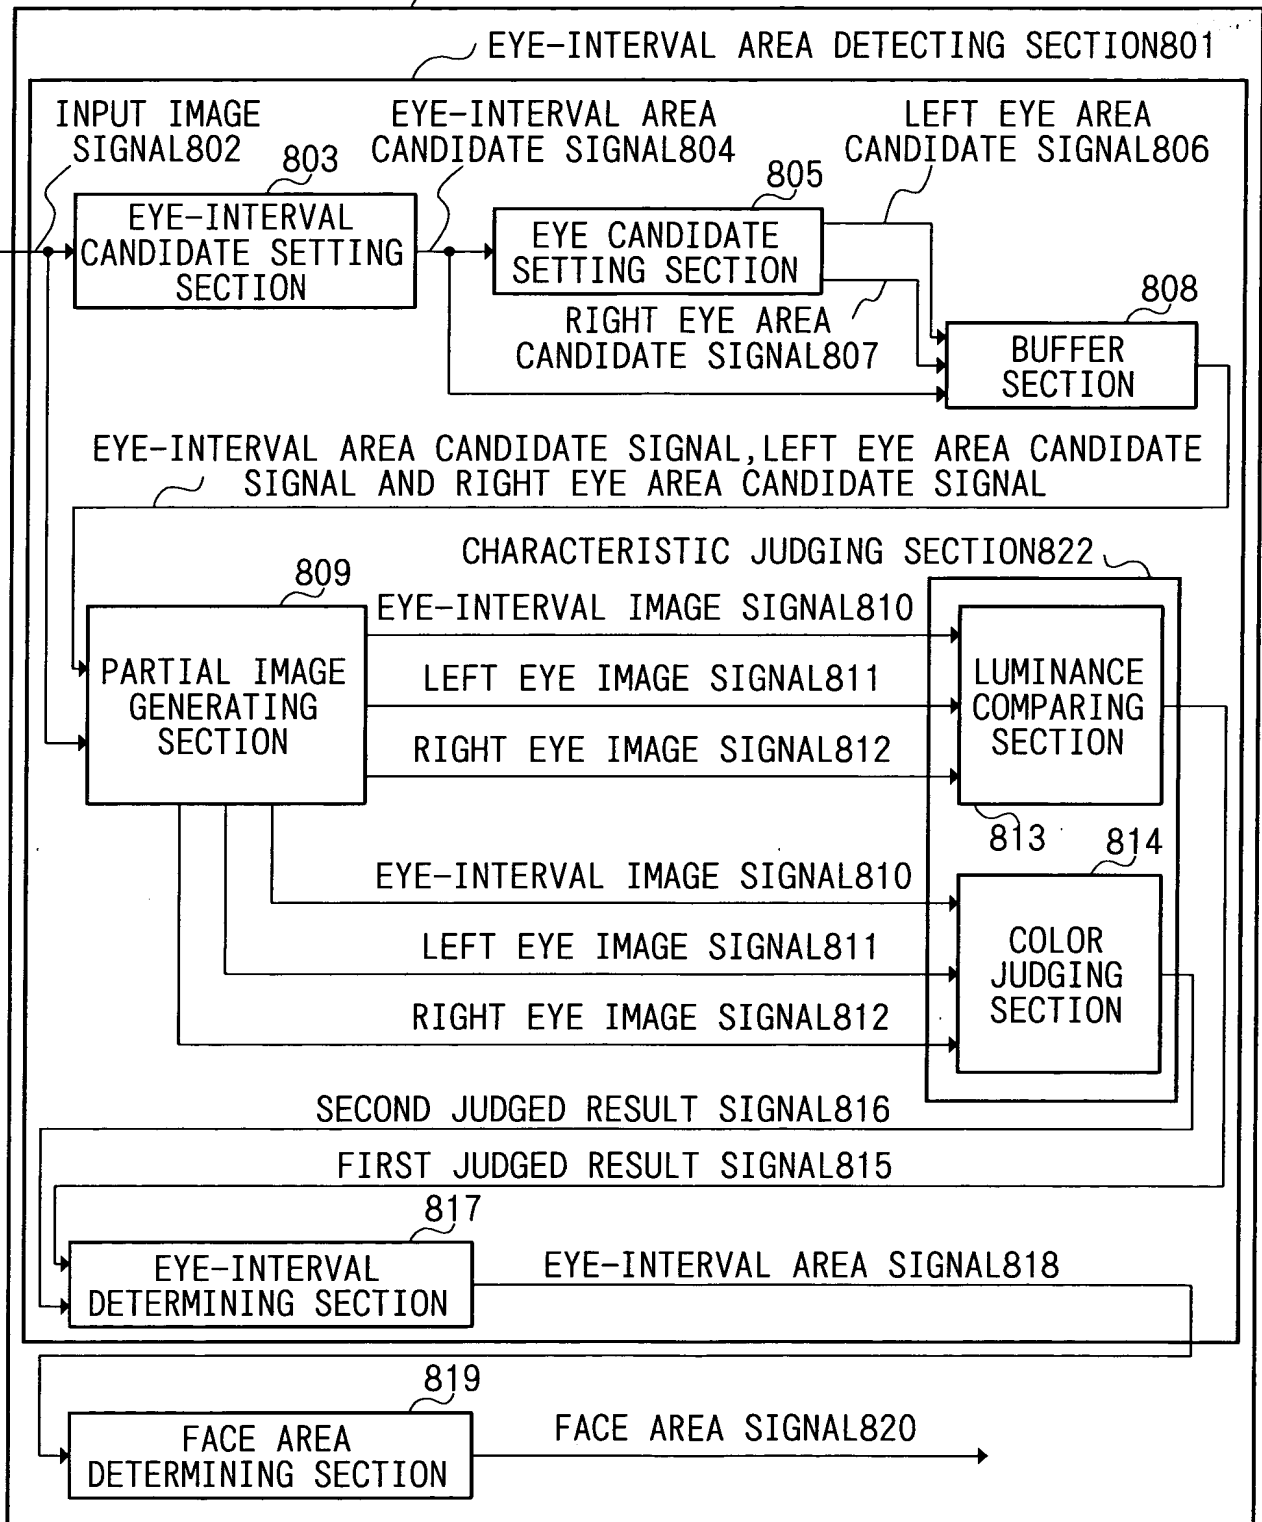 EYE-INTERVAL AREA DETECTING SECTION801
INPUT IMAGE
SIGNAL802
EYE-INTERVAL AREA
CANDIDATE SIGNAL804
LEFT EYE AREA
CANDIDATE SIGNAL806
803
805
EYE-INTERVAL
CANDIDATE SETTING
SECTION
EYE CANDIDATE
SETTING SECTION
808
RIGHT EYE AREA
CANDIDATE SIGNAL807
BUFFER
SECTION
EYE-INTERVAL AREA CANDIDATE SIGNAL,LEFT EYE AREA CANDIDATE
SIGNAL AND RIGHT EYE AREA CANDIDATE SIGNAL
CHARACTERISTIC JUDGING SECTION822
809
PARTIAL IMAGE
GENERATING
SECTION
EYE-INTERVAL IMAGE SIGNAL810
LEFT EYE IMAGE SIGNAL811
RIGHT EYE IMAGE SIGNAL812
LUMINANCE
COMPARING
SECTION
813
814
EYE-INTERVAL IMAGE SIGNAL810
LEFT EYE IMAGE SIGNAL811
RIGHT EYE IMAGE SIGNAL812
COLOR
JUDGING
SECTION
SECOND JUDGED RESULT SIGNAL816
FIRST JUDGED RESULT SIGNAL815
817
EYE-INTERVAL
DETERMINING SECTION
EYE-INTERVAL AREA SIGNAL818
819
FACE AREA
DETERMINING SECTION
FACE AREA SIGNAL820